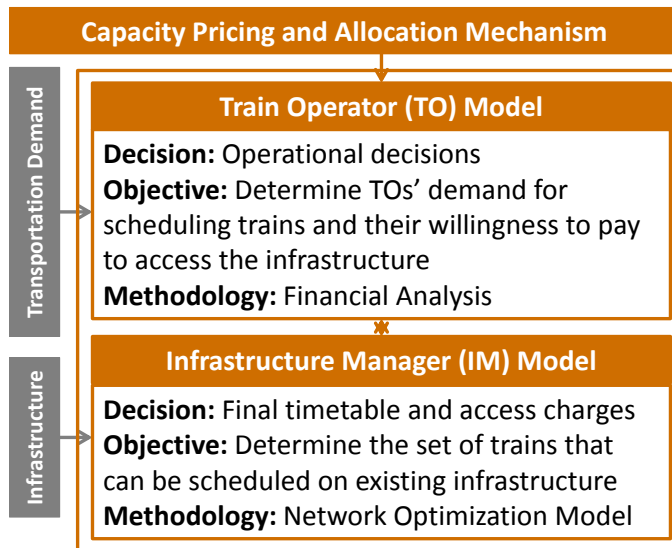 Capacity Pricing and Allocation Mechanism
Transportation Demand
Train Operator (TO) Model
Decision: Operational decisions
Objective: Determine TOs' demand for
scheduling trains and their willingness to pay
to access the infrastructure
Methodology: Financial Analysis
Infrastructure
Infrastructure Manager (IM) Model
Decision: Final timetable and access charges
Objective: Determine the set of trains that
can be scheduled on existing infrastructure
Methodology: Network Optimization Model